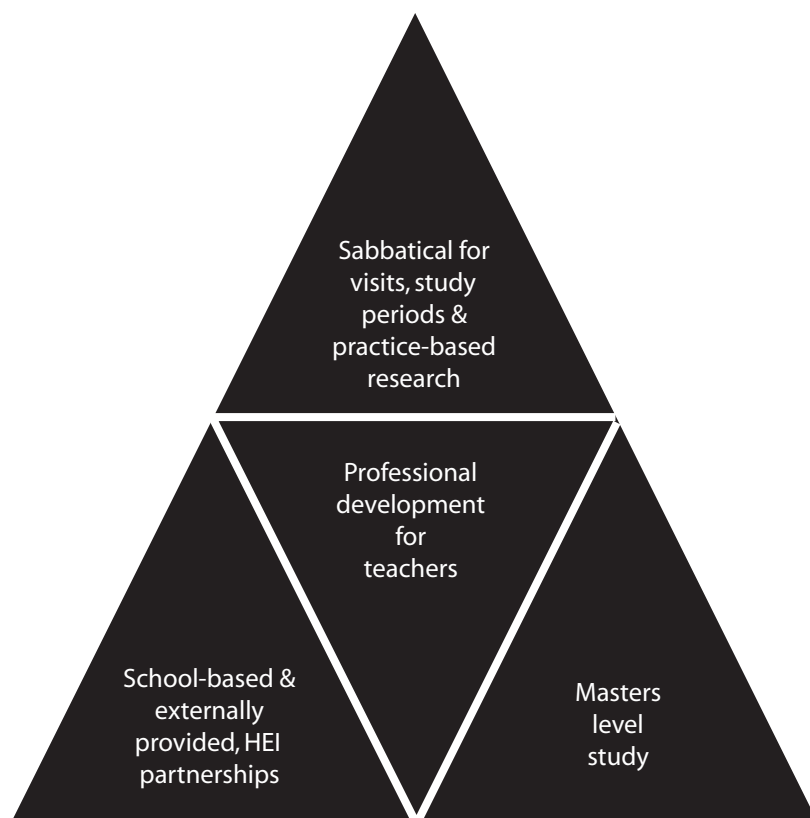 Sabbatical for
visits, study
periods &
practice-based
research
Professional
development
for
teachers
School-based &
externally
provided, HEI
partnerships
Masters
level
study